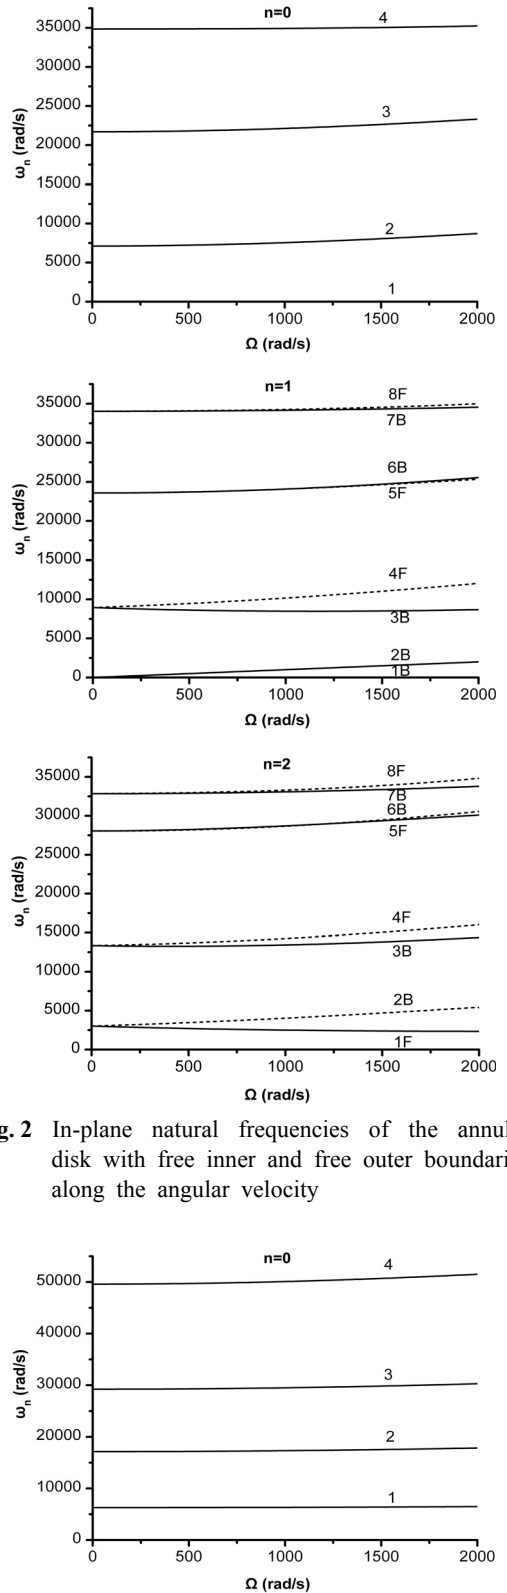 n=0
35000
30000
25000
20000
15000
10000
5000
0
ωn (rad/s)
4
3
2
1
0 500 1000 1500 2000
Ω (rad/s)
n=1
35000
30000
25000
20000
15000
10000
5000
0
ωn (rad/s)
8F
7B
6B
5F
4F
3B
2B
1B
0 500 1000 1500 2000
Ω (rad/s)
n=2
35000
30000
25000
20000
15000
10000
5000
0
ωn (rad/s)
8F
7B
6B
5F
4F
3B
2B
1F
0 500 1000 1500 2000
Ω (rad/s)
g. 2 In-plane natural frequencies of the annul
disk with free inner and free outer boundari
along the angular velocity
n=0
50000
40000
30000
20000
10000
0
ωn (rad/s)
4
3
2
1
0 500 1000 1500 2000
Ω (rad/s)